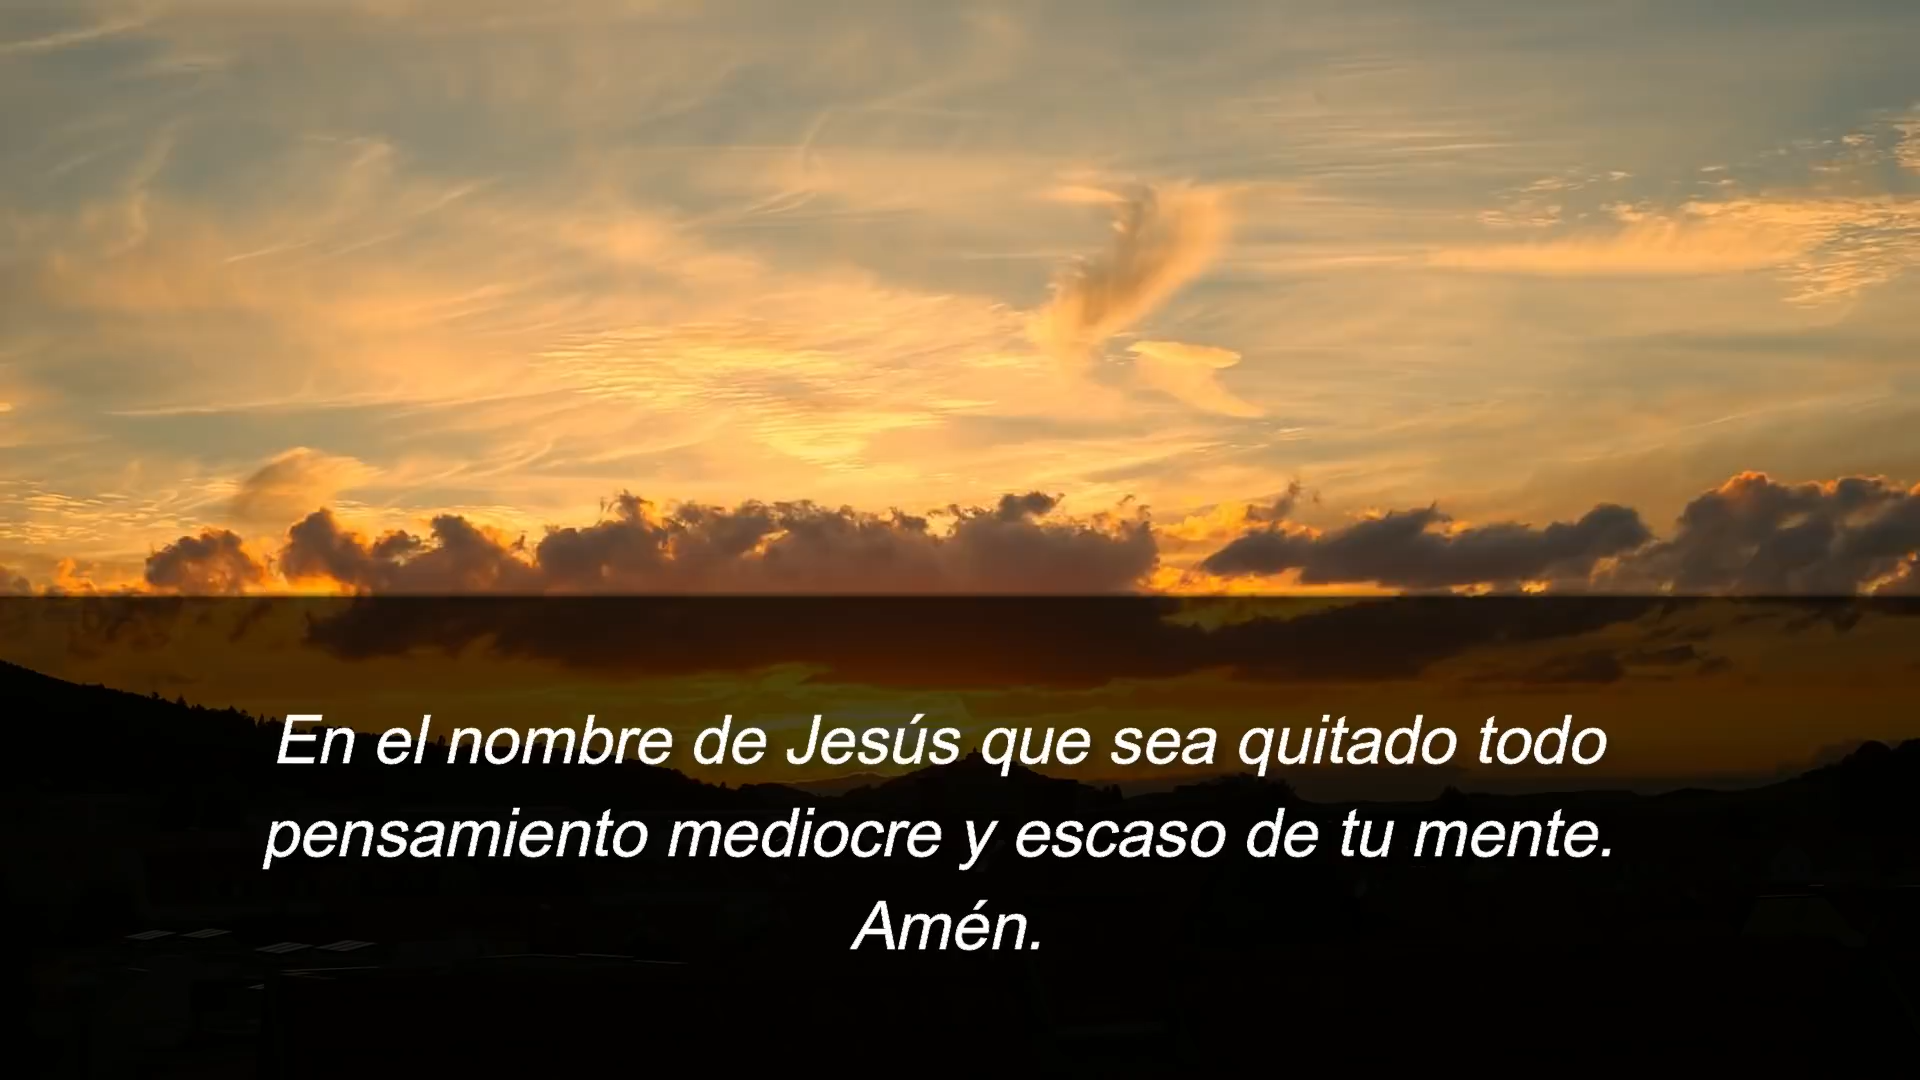 En el nombre de Jesús que sea quitado todo
pensamiento mediocre y escaso de tu mente.
Amén.